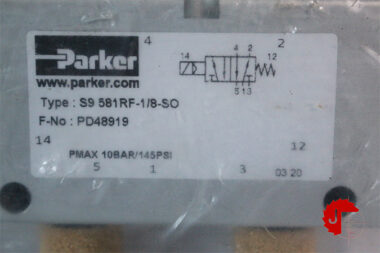 4
2
Parker
www.parker.com
14 4 2 12
5 1 3
Type : S9 581RF-1/8-SO
F-No : PD48919
14
12
PMAX 10BAR/145PSI
5 1 3 03 20